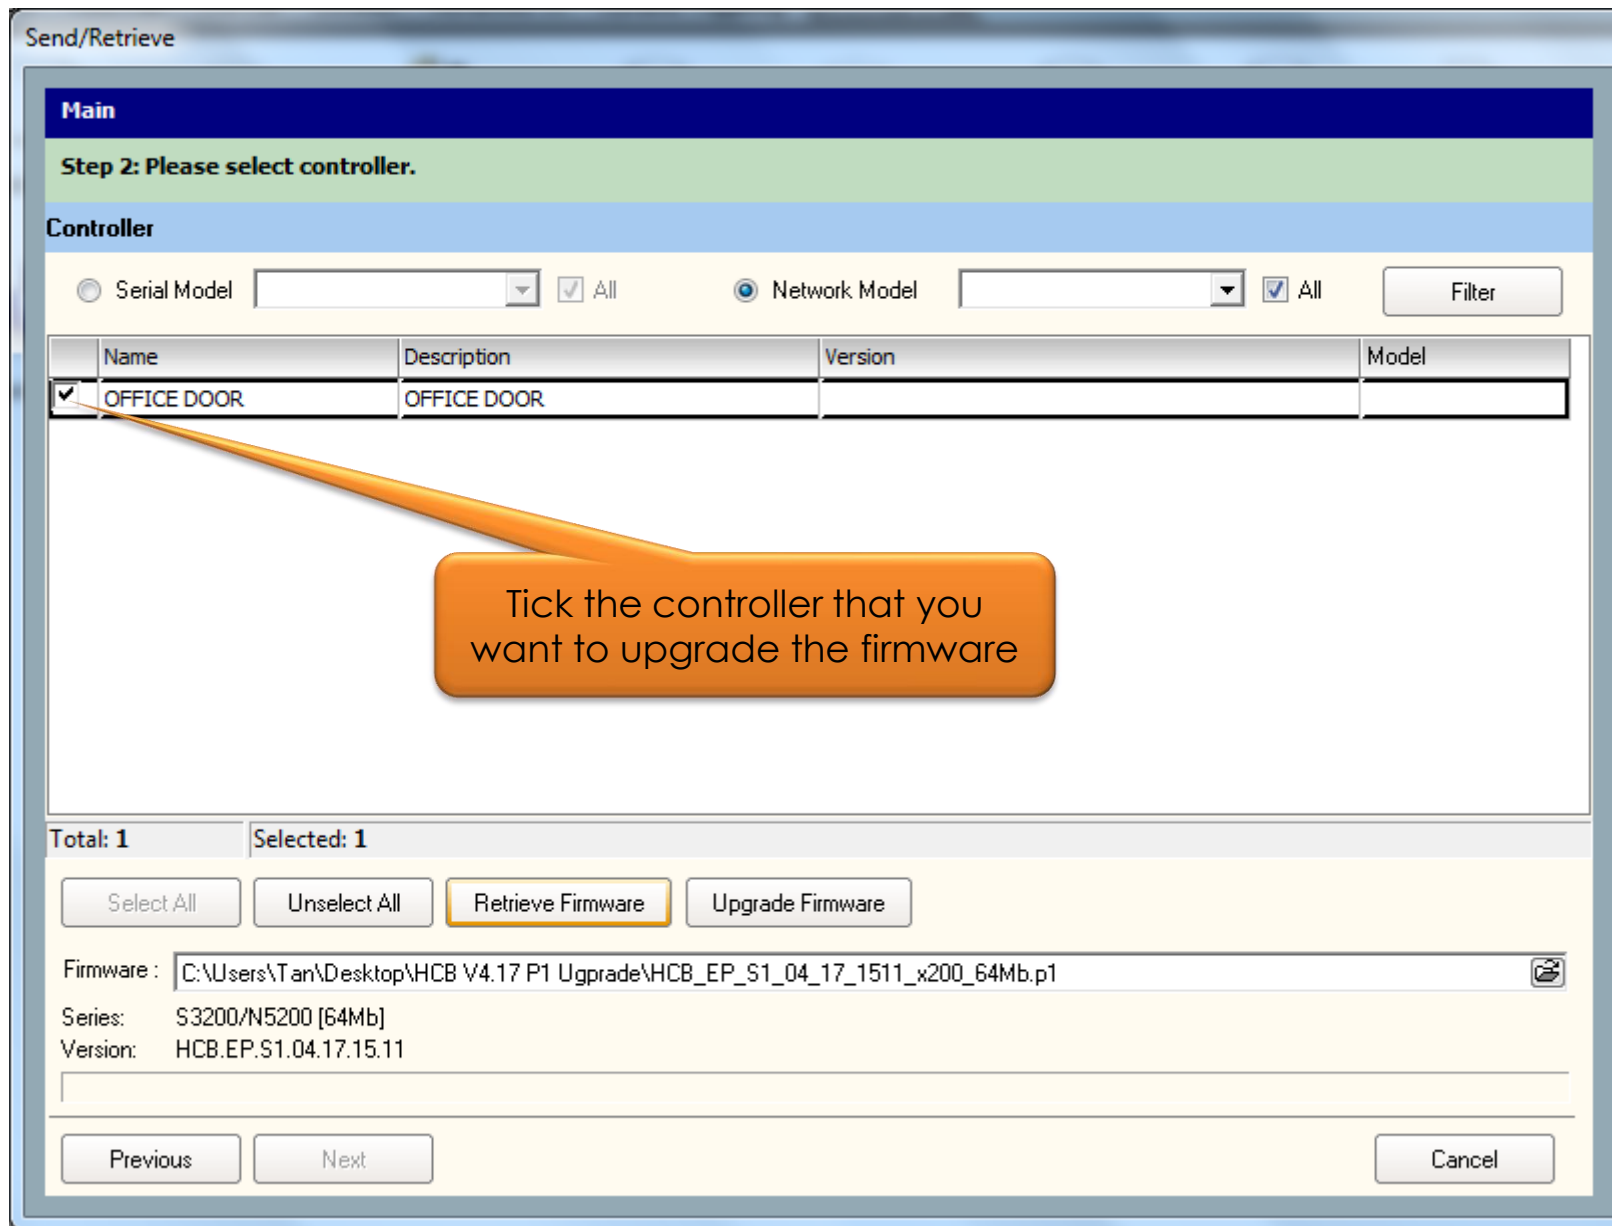 Send/Retrieve
Main
Step 2: Please select controller.
Controller
Serial Model All Network Model All Filter
Name Description Version Model
OFFICE DOOR OFFICE DOOR
Tick the controller that you
want to upgrade the firmware
Total: 1 Selected: 1
Select All Unselect All Retrieve Firmware Upgrade Firmware
Firmware : C:\Users\Tan\Desktop\HCB V4.17 P1 Ugprade\HCB_EP_S1_04_17_1511_x200_64Mb.p1
Series: S3200/N5200 [64Mb]
Version: HCB.EP.S1.04.17.15.11
Previous Next Cancel